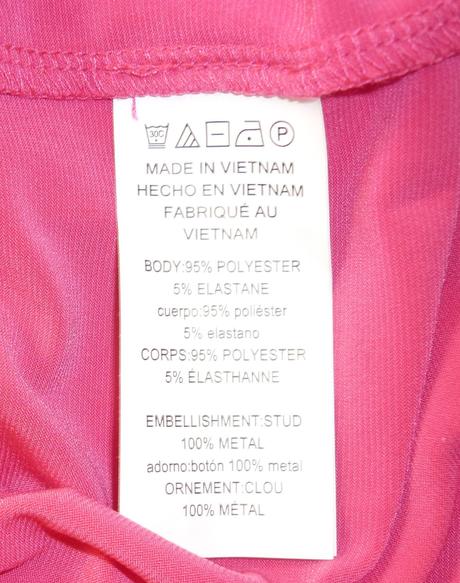 30C P
MADE IN VIETNAM
HECHO EN VIETNAM
FABRIQUÉ AU
VIETNAM
BODY:95% POLYESTER
5% ELASTANE
cuerpo:95% poliéster
5% elastano
CORPS:95% POLYESTER
5% ÉLASTHANNE
EMBELLISHMENT:STUD
100% METAL
adorno:botón 100% metal
ORNEMENT:CLOU
100% MÉTAL